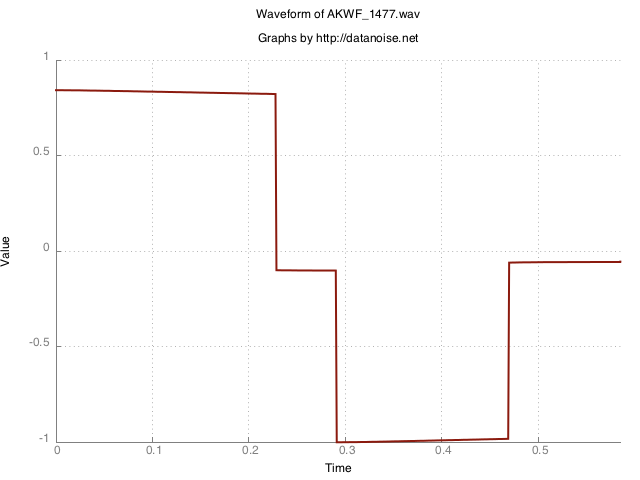 Waveform of AKWF_1477.wav
Graphs by http://datanoise.net
1
0.5
0
-0.5
-1
Value
0 0.1 0.2 0.3 0.4 0.5
Time